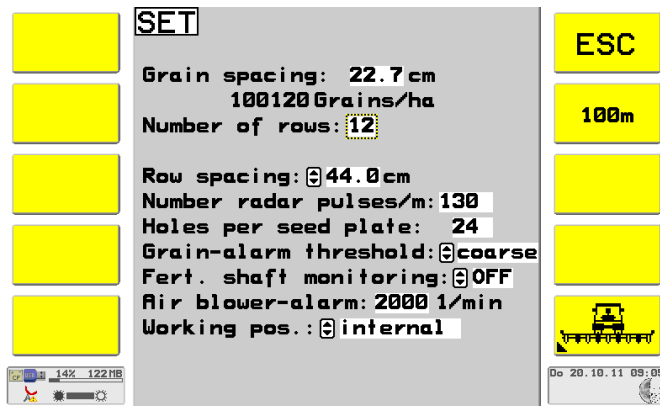 SET
ESC
Grain spacing: 22.7 cm
100120 Grains/ha
100m
Number of rows: 12
Row spacing: 44.0 cm
Number radar pulses/m: 130
Holes per seed plate: 24
Grain-alarm threshold: coarse
Fert. shaft monitoring: OFF
Air blower-alarm: 2000 1/min
Working pos.: internal
14% 122MB
Do 20.10.11 09:05